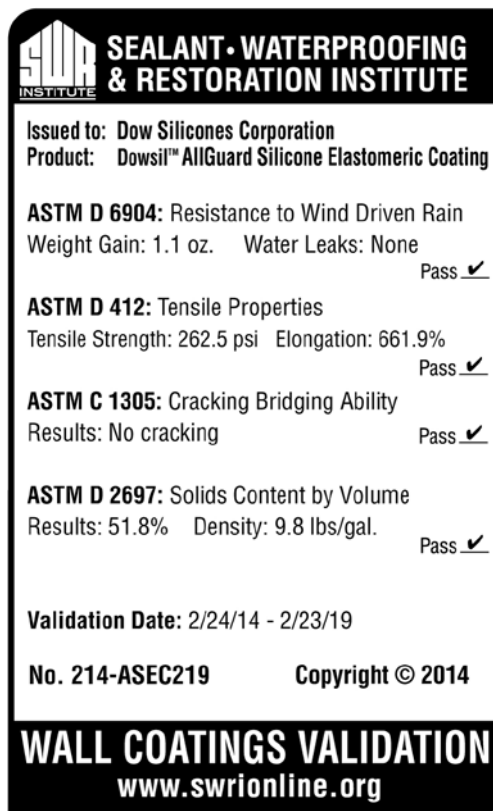 SWR
INSTITUTE
SEALANT • WATERPROOFING
& RESTORATION INSTITUTE
Issued to: Dow Silicones Corporation
Product: Dowsil™ AllGuard Silicone Elastomeric Coating
ASTM D 6904: Resistance to Wind Driven Rain
Weight Gain: 1.1 oz. Water Leaks: None
Pass ✔
ASTM D 412: Tensile Properties
Tensile Strength: 262.5 psi Elongation: 661.9%
Pass ✔
ASTM C 1305: Cracking Bridging Ability
Results: No cracking Pass ✔
ASTM D 2697: Solids Content by Volume
Results: 51.8% Density: 9.8 lbs/gal.
Pass ✔
Validation Date: 2/24/14 - 2/23/19
No. 214-ASEC219 Copyright © 2014
WALL COATINGS VALIDATION
www.swrionline.org